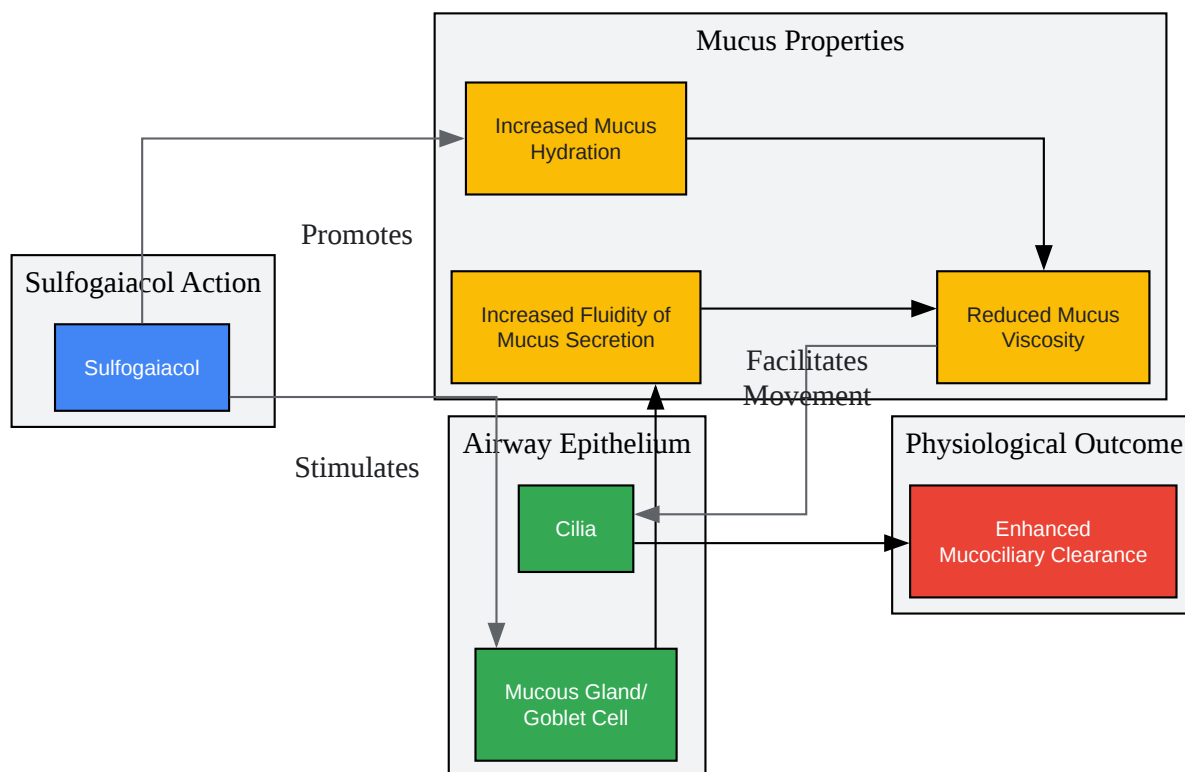 Mucus Properties
Increased Mucus
Hydration
Promotes
Sulfogaiacol Action
Sulfogaiacol
Increased Fluidity of
Mucus Secretion
Reduced Mucus
Viscosity
Facilitates
Movement
Stimulates
Airway Epithelium
Cilia
Mucous Gland/
Goblet Cell
Physiological Outcome
Enhanced
Mucociliary Clearance